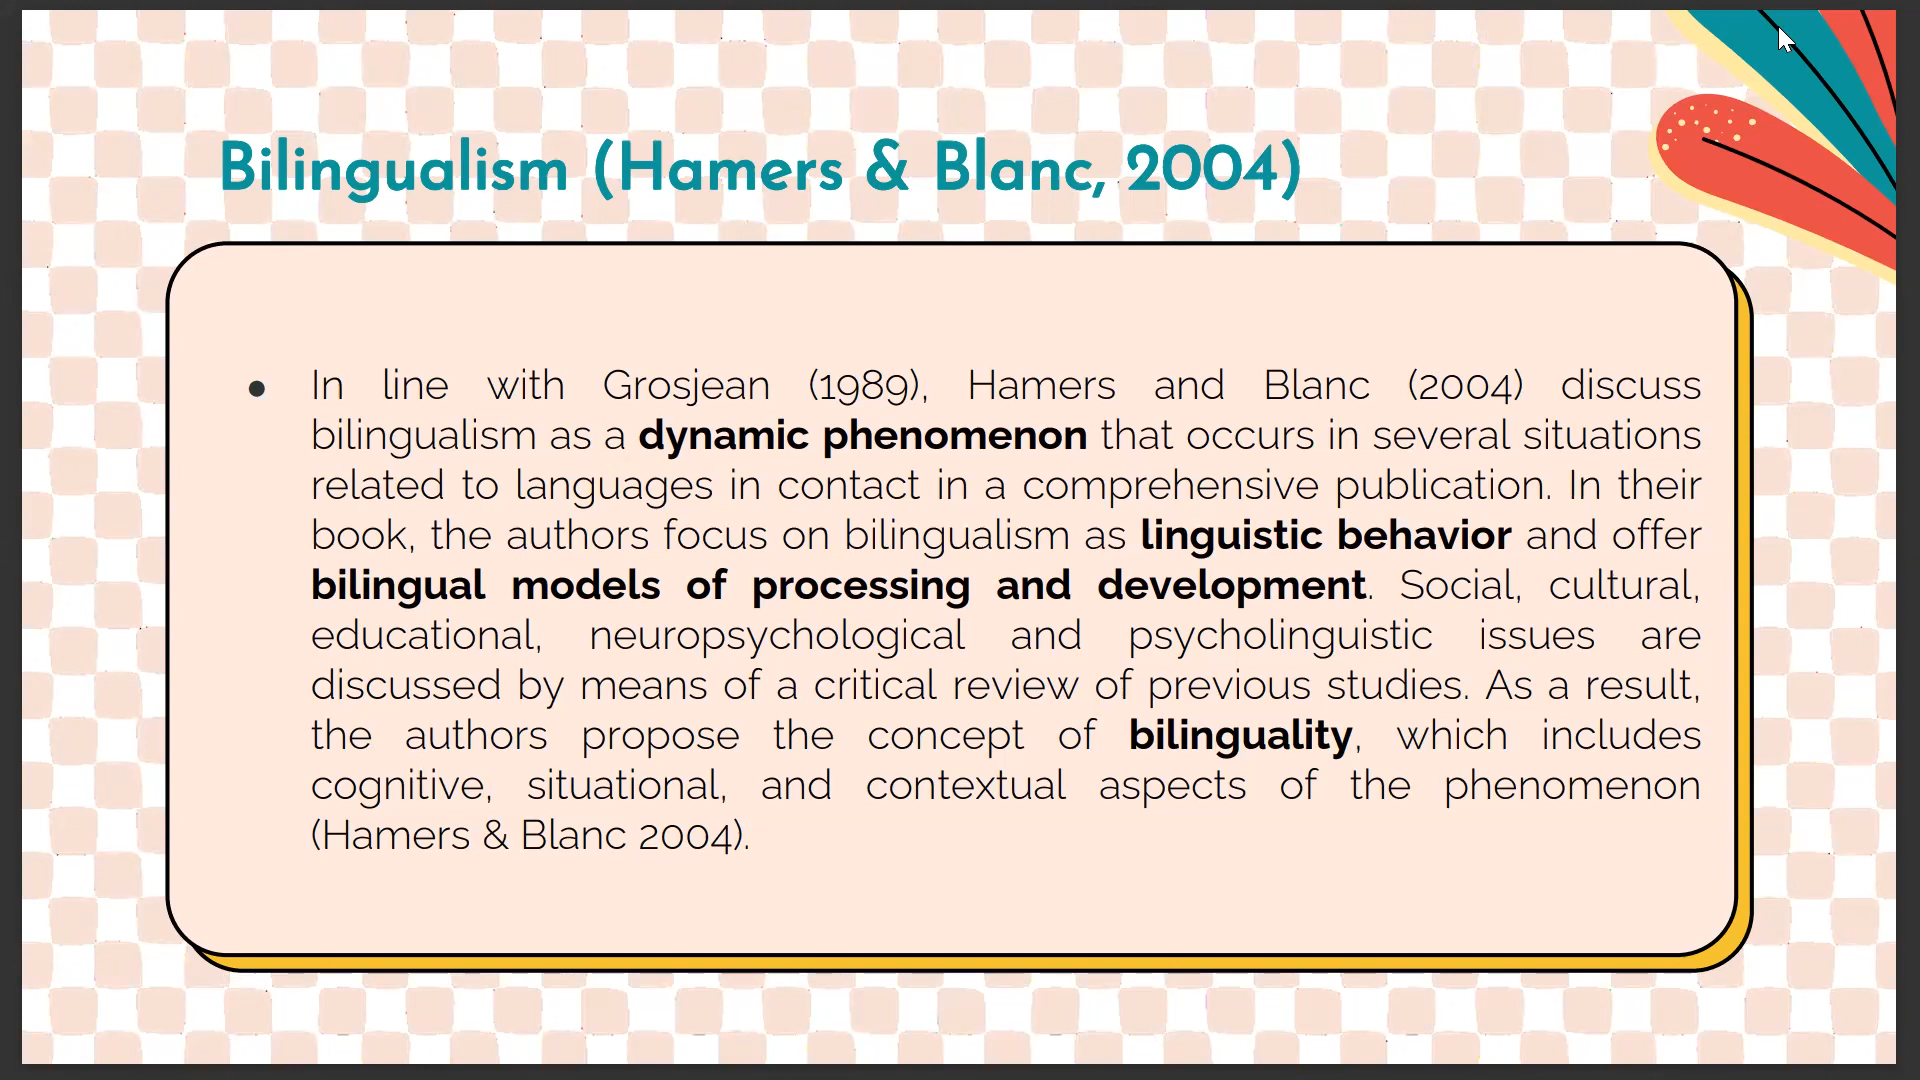 Bilingualism (Hamers & Blanc, 2004)
● In line with Grosjean (1989), Hamers and Blanc (2004) discuss
bilingualism as a dynamic phenomenon that occurs in several situations
related to languages in contact in a comprehensive publication. In their
book, the authors focus on bilingualism as linguistic behavior and offer
bilingual models of processing and development. Social, cultural,
educational, neuropsychological and psycholinguistic issues are
discussed by means of a critical review of previous studies. As a result,
the authors propose the concept of bilinguality, which includes
cognitive, situational, and contextual aspects of the phenomenon
(Hamers & Blanc 2004).